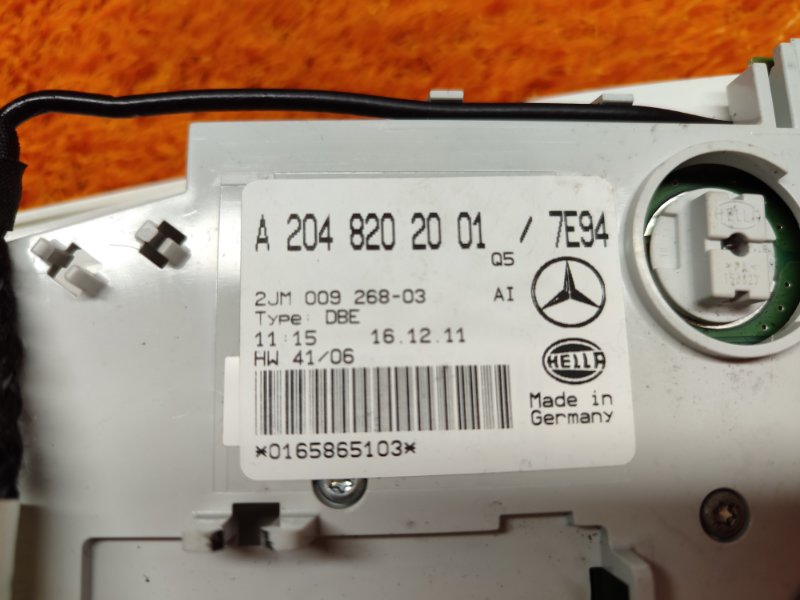 A 204 820 20 01 / 7E94
Q5
2JM 009 268-03 AI
Type: DBE
11:15 16.12.11
HW 41/06
HELLA
Made in
Germany
*0165865103*
HELLA
>PA<